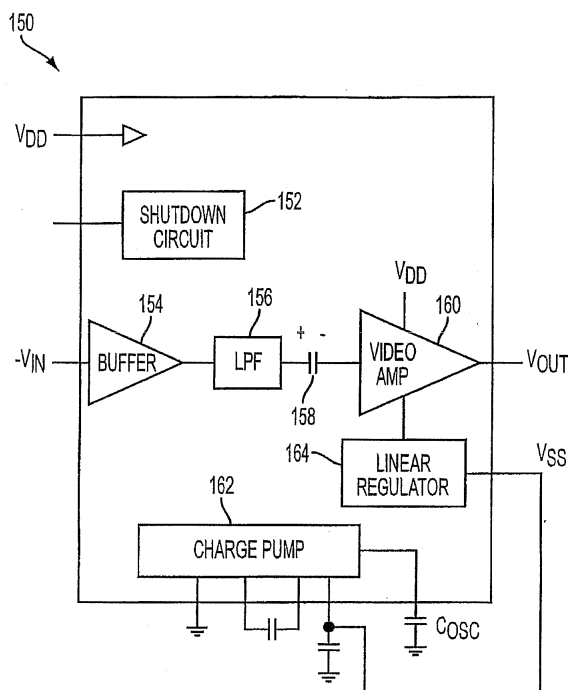 150
VDD
152
SHUTDOWN
CIRCUIT
VDD
154
156
160
+ -
-VIN
BUFFER
LPF
VIDEO
AMP
VOUT
158
164
LINEAR
REGULATOR
VSS
162
CHARGE PUMP
COSC